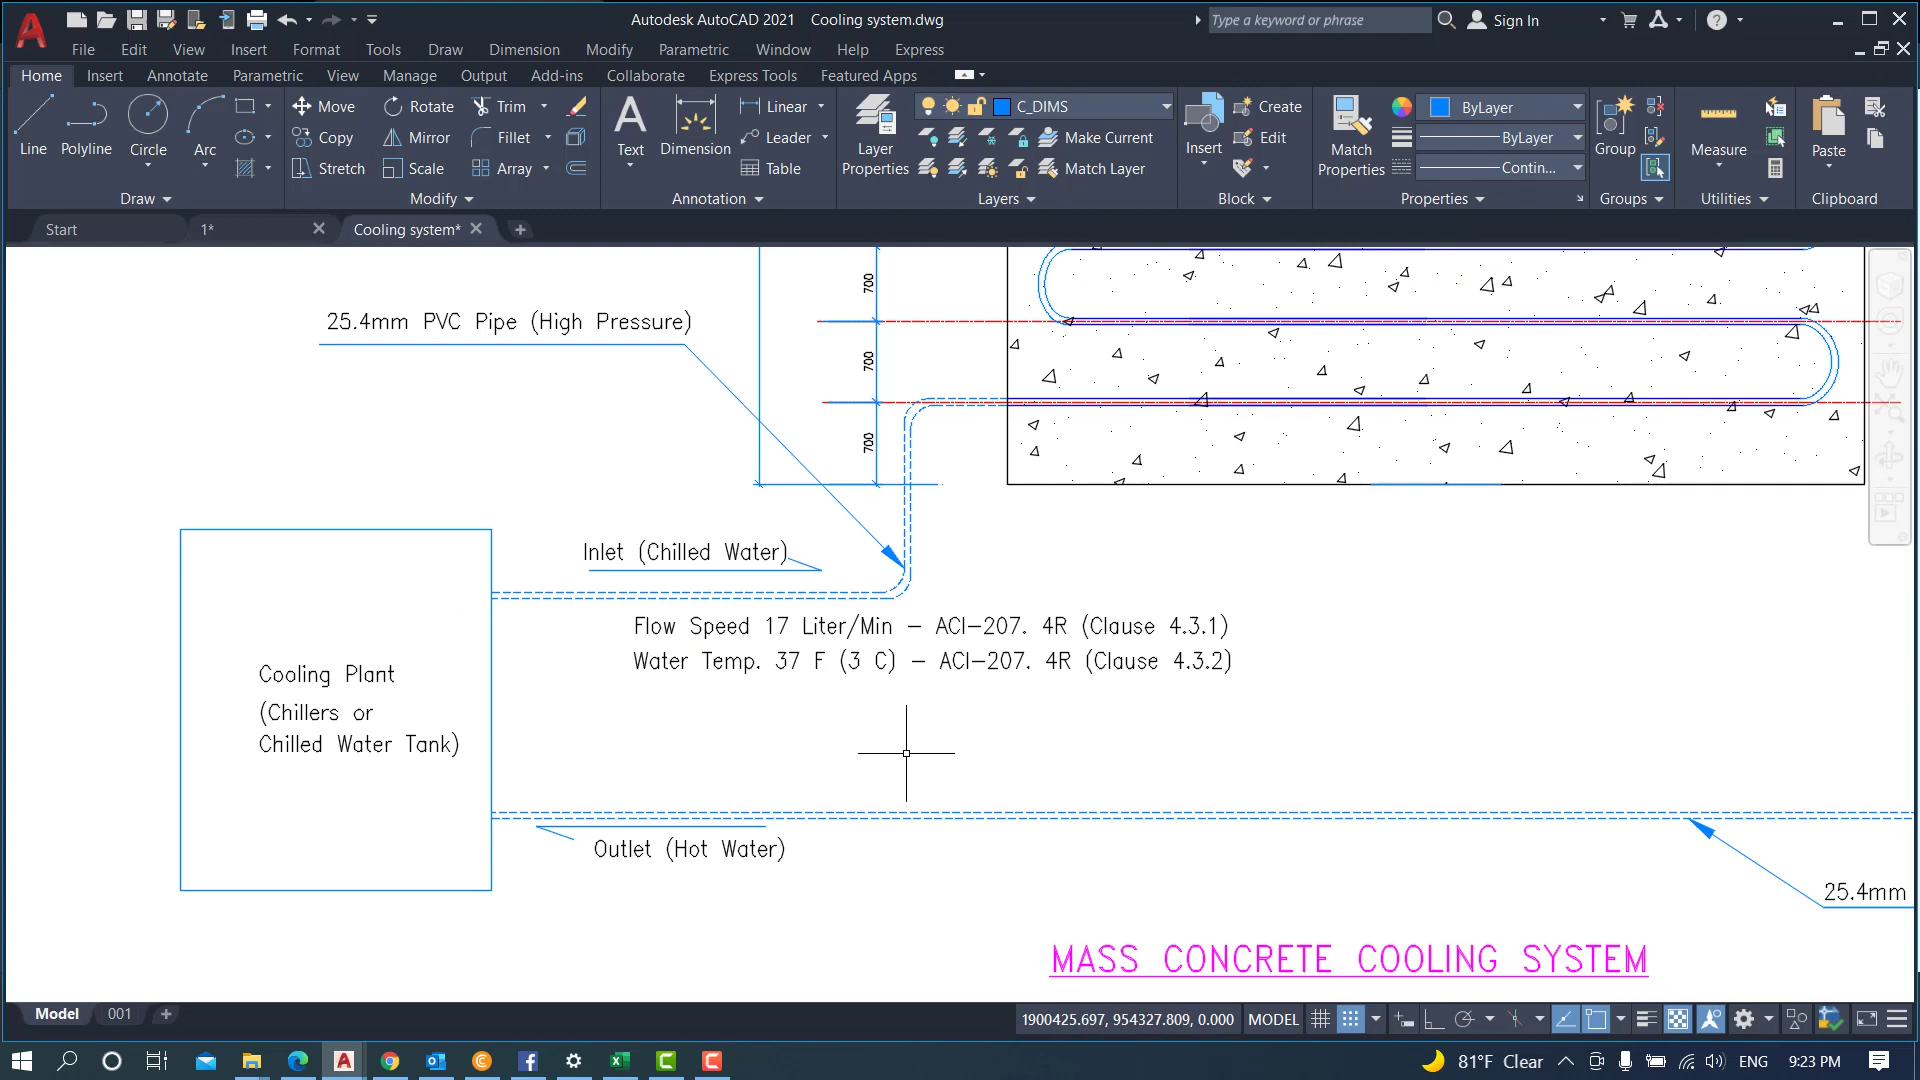 Autodesk AutoCAD 2021 Cooling system.dwg
Type a keyword or phrase
Sign In
File Edit View Insert Format Tools Draw Dimension Modify Parametric Window Help Express
Home Insert Annotate Parametric View Manage Output Add-ins Collaborate Express Tools Featured Apps
Line Polyline Circle Arc
Move Rotate Trim
Copy Mirror Fillet
Stretch Scale Array
Text Dimension
Linear
Leader
Table
Layer Properties
C_DIMS
Make Current
Match Layer
Insert
Create
Edit
Match Properties
ByLayer
ByLayer
Contin...
Group
Measure
Paste
Draw Modify Annotation Layers Block Properties Groups Utilities Clipboard
Start 1* Cooling system*
700
25.4mm PVC Pipe (High Pressure)
700
700
Inlet (Chilled Water)
Flow Speed 17 Liter/Min - ACI-207. 4R (Clause 4.3.1)
Water Temp. 37 F (3 C) - ACI-207. 4R (Clause 4.3.2)
Cooling Plant
(Chillers or
Chilled Water Tank)
Outlet (Hot Water)
25.4mm
MASS CONCRETE COOLING SYSTEM
Model 001
1900425.697, 954327.809, 0.000 MODEL
81°F Clear ENG 9:23 PM